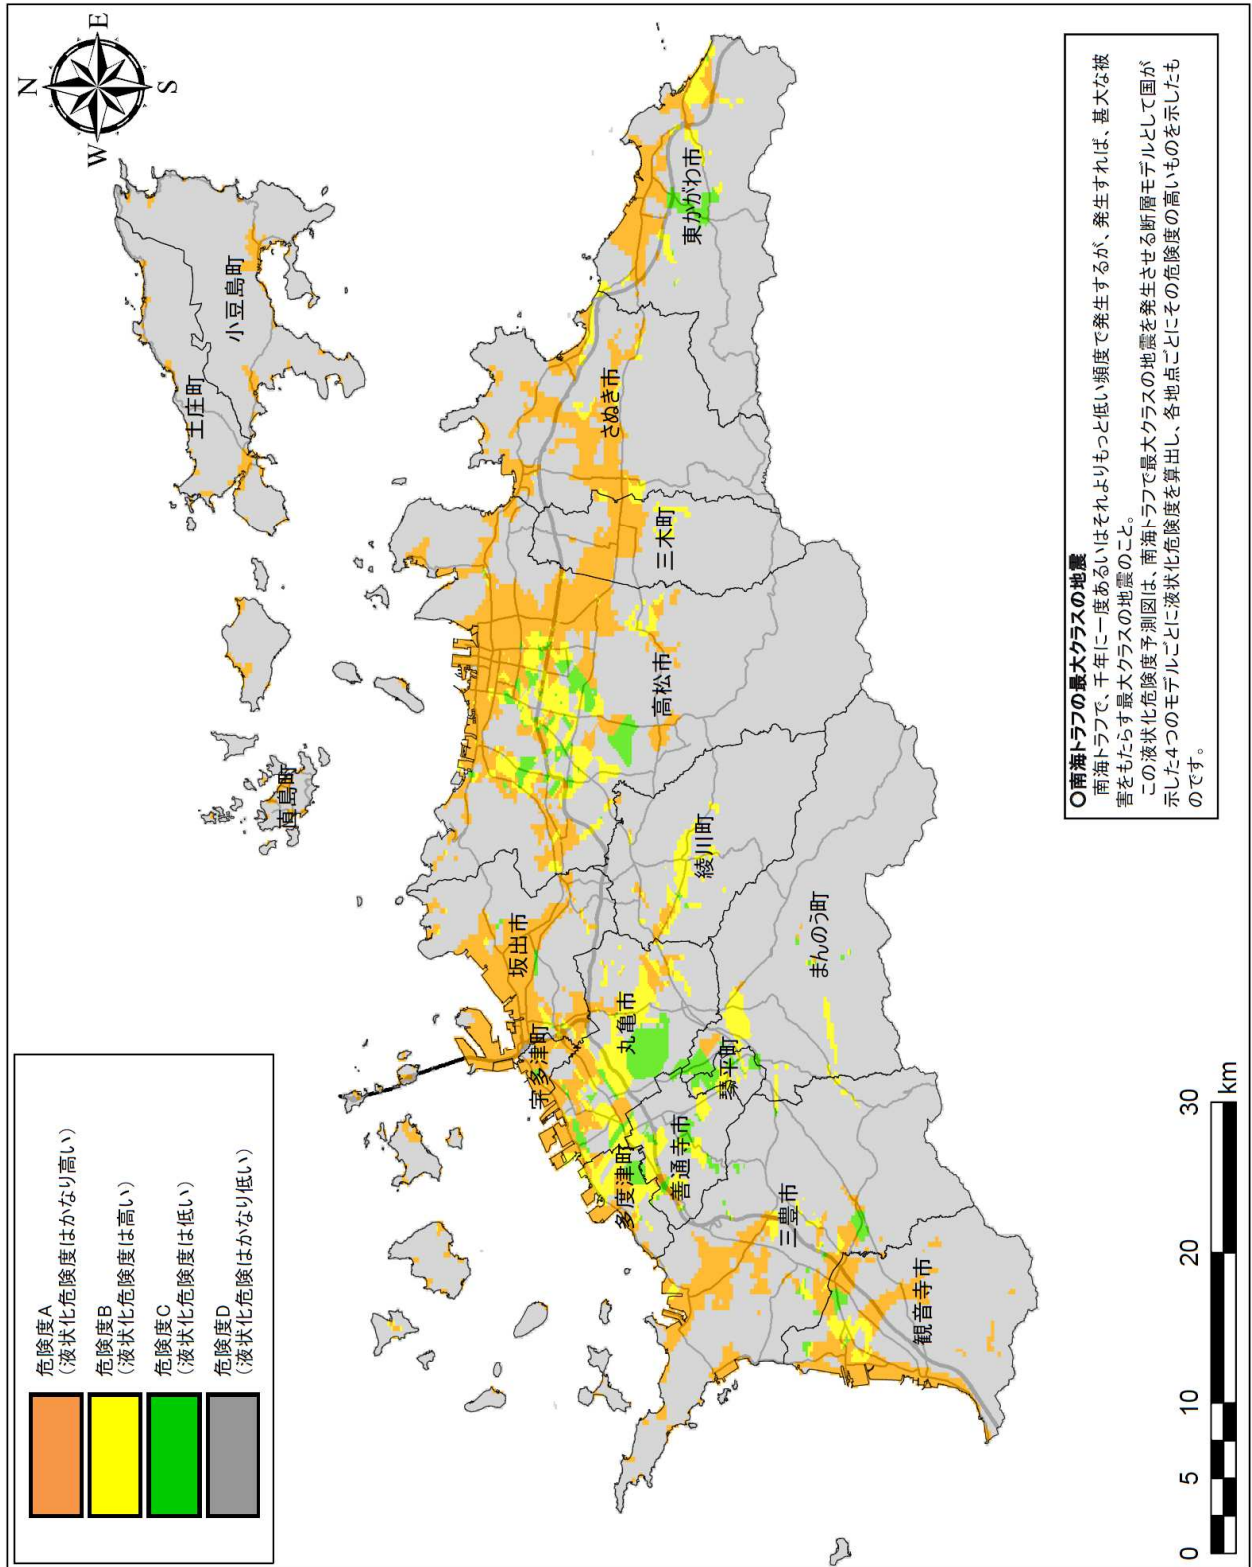 危険度A
（液状化危険度はかなり高い）
危険度B
（液状化危険度は高い）
危険度C
（液状化危険度は低い）
危険度D
（液状化危険はかなり低い）
N
W
E
S
土庄町
小豆島町
直島町
東かがわ市
さぬき市
三木町
高松市
綾川町
坂出市
宇多津町
丸亀市
まんのう町
琴平町
多度津町
善通寺市
三豊市
観音寺市
0 5 10 20 30
km
〇南海トラフの最大クラスの地震
南海トラフで、千年に一度あるいはそれよりもっと低い頻度で発生するが、発生すれば、甚大な被
害をもたらす最大クラスの地震のこと。
この液状化危険度予測図は、南海トラフで最大クラスの地震を発生させる断層モデルとして国が
示した4つのモデルごとに液状化危険度を算出し、各地点ごとにその危険度の高いものを示したも
のです。